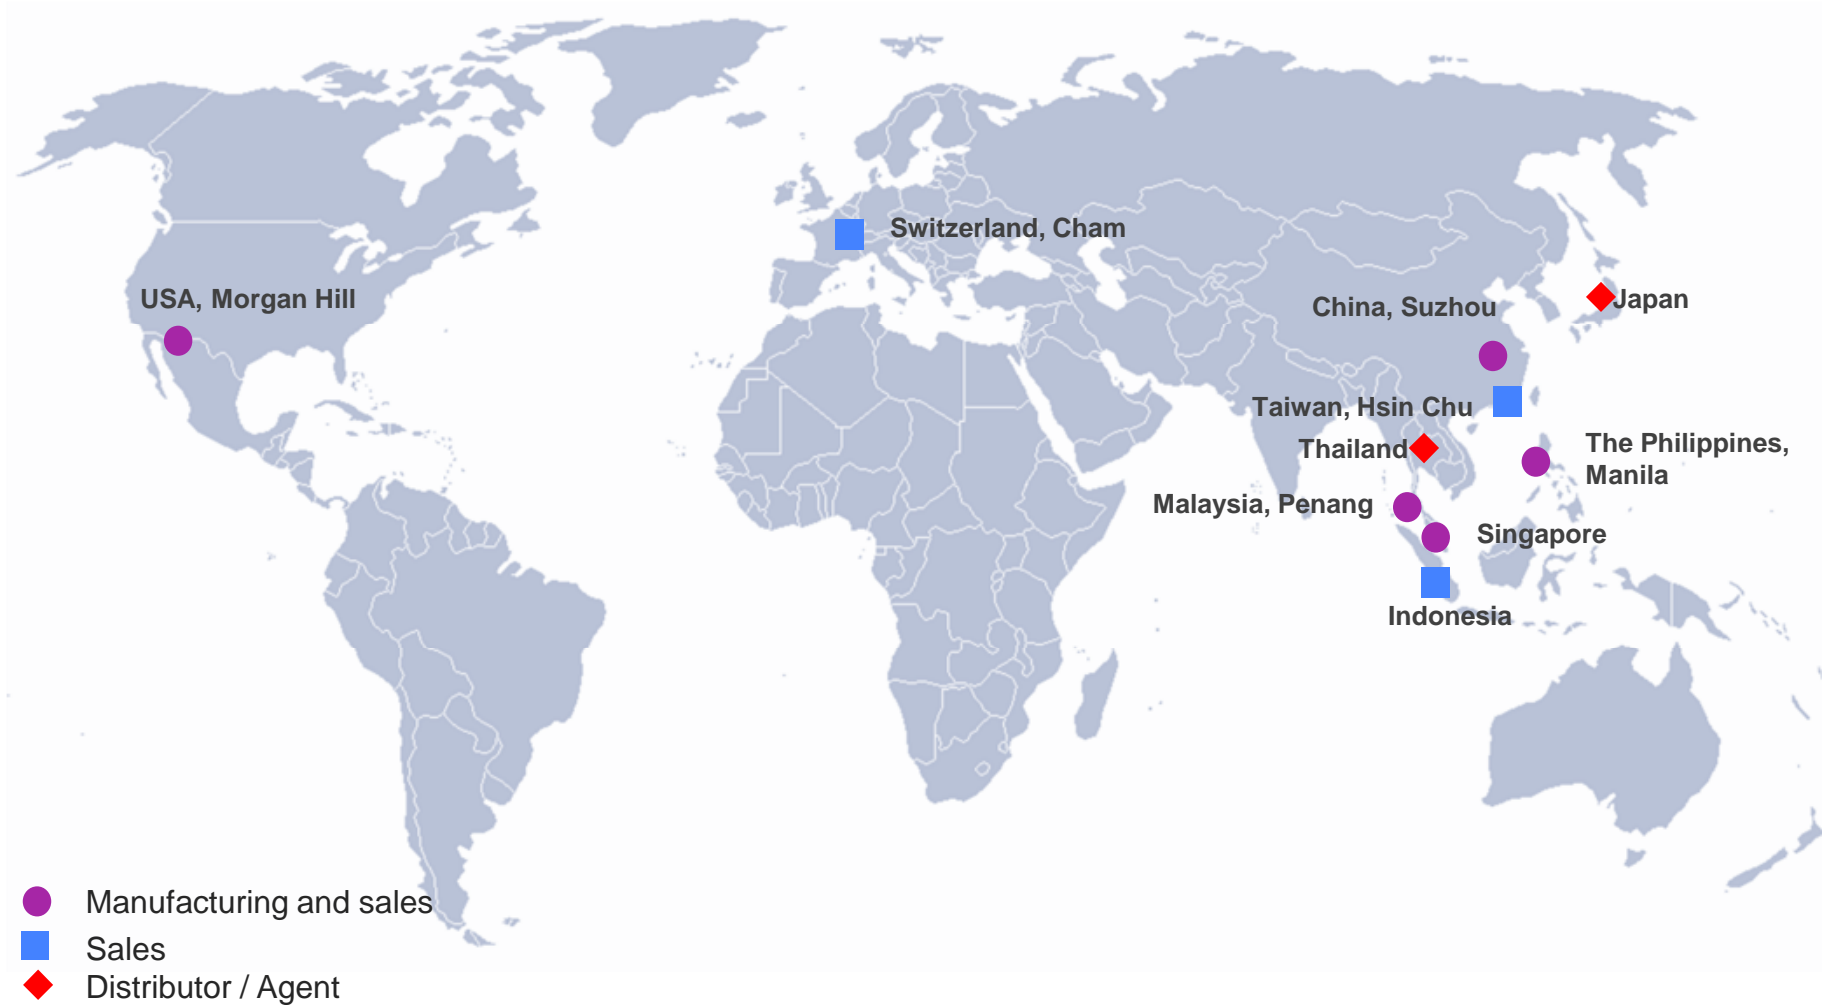 Switzerland, Cham
USA, Morgan Hill
China, Suzhou
Japan
Taiwan, Hsin Chu
Thailand
The Philippines,
Manila
Malaysia, Penang
Singapore
Indonesia
Manufacturing and sales
Sales
Distributor / Agent